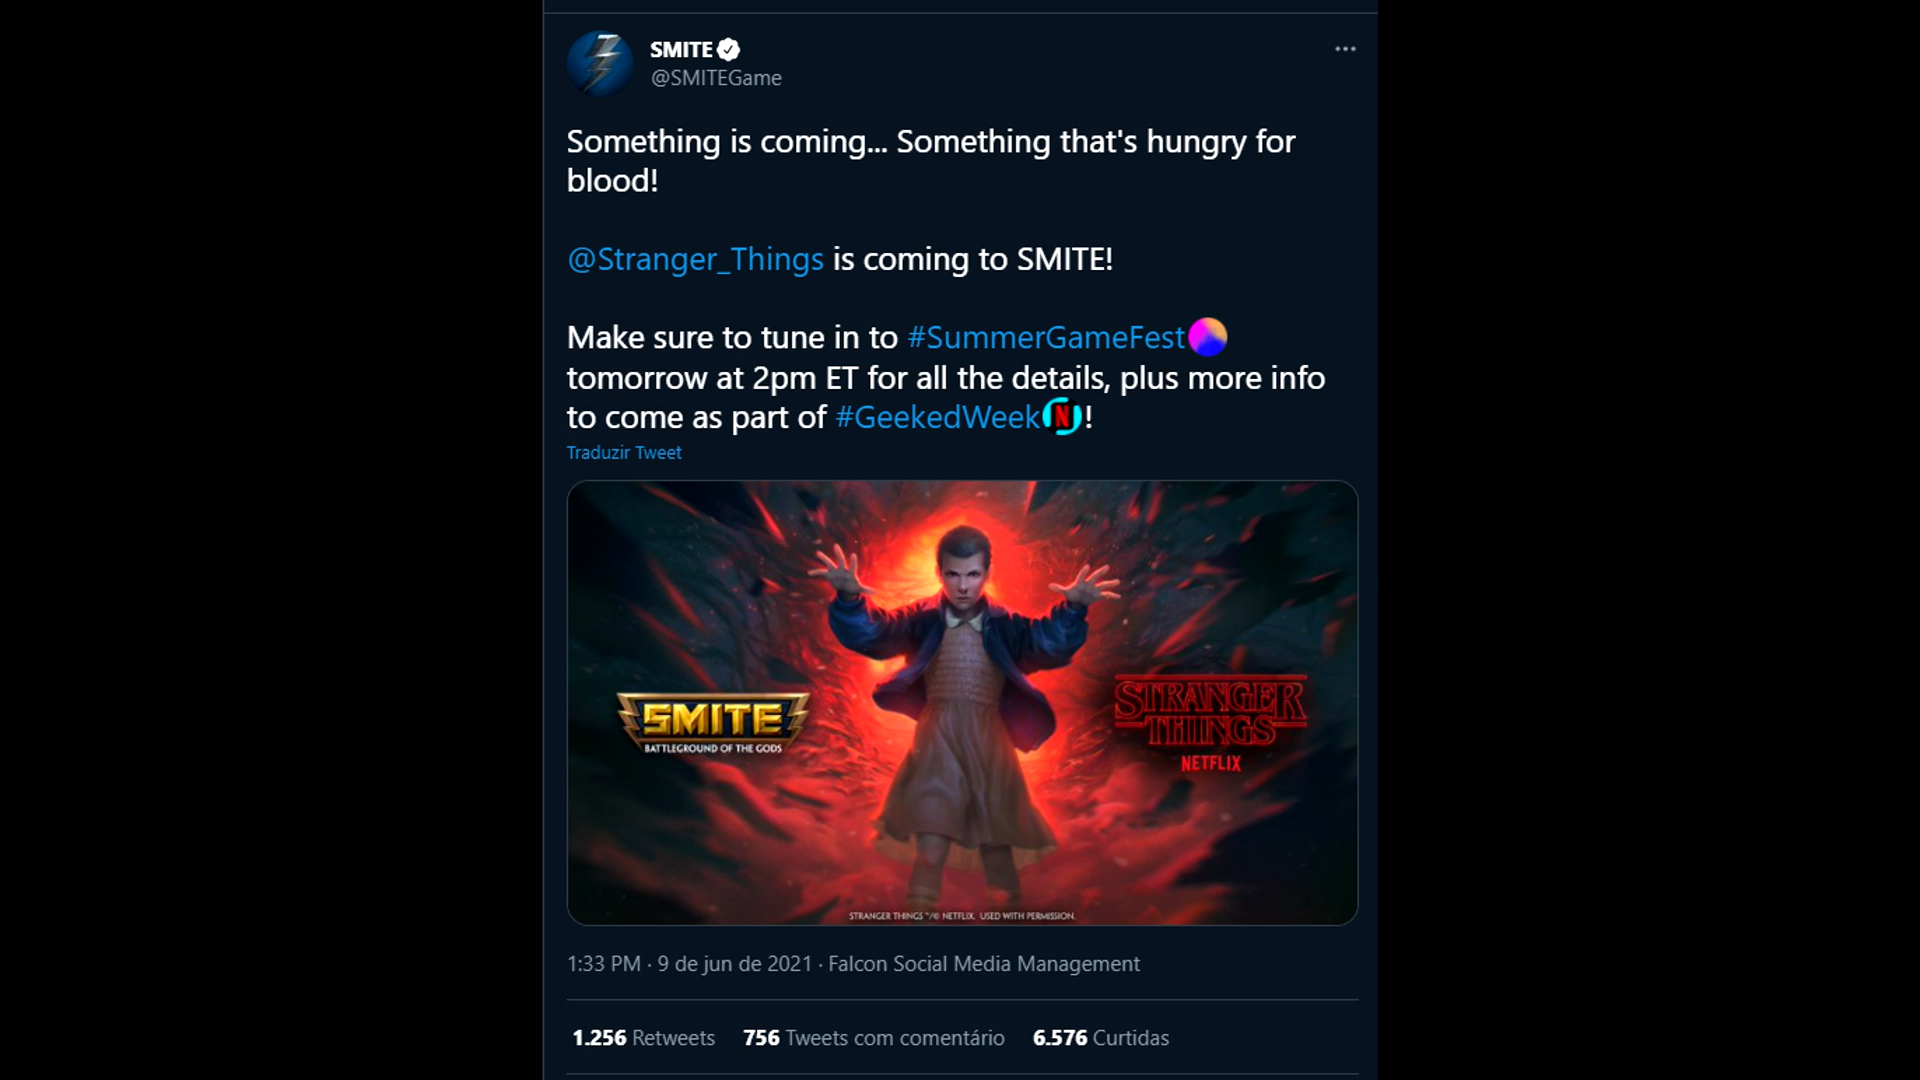 SMITE
@SMITEGame
Something is coming... Something that's hungry for
blood!
@Stranger_Things is coming to SMITE!
Make sure to tune in to #SummerGameFest
tomorrow at 2pm ET for all the details, plus more info
to come as part of #GeekedWeek N !
Traduzir Tweet
SMITE
BATTLEGROUND OF THE GODS
STRANGER
THINGS
NETFLIX
STRANGER THINGS ™/© NETFLIX. USED WITH PERMISSION.
1:33 PM · 9 de jun de 2021 · Falcon Social Media Management
1.256 Retweets 756 Tweets com comentário 6.576 Curtidas